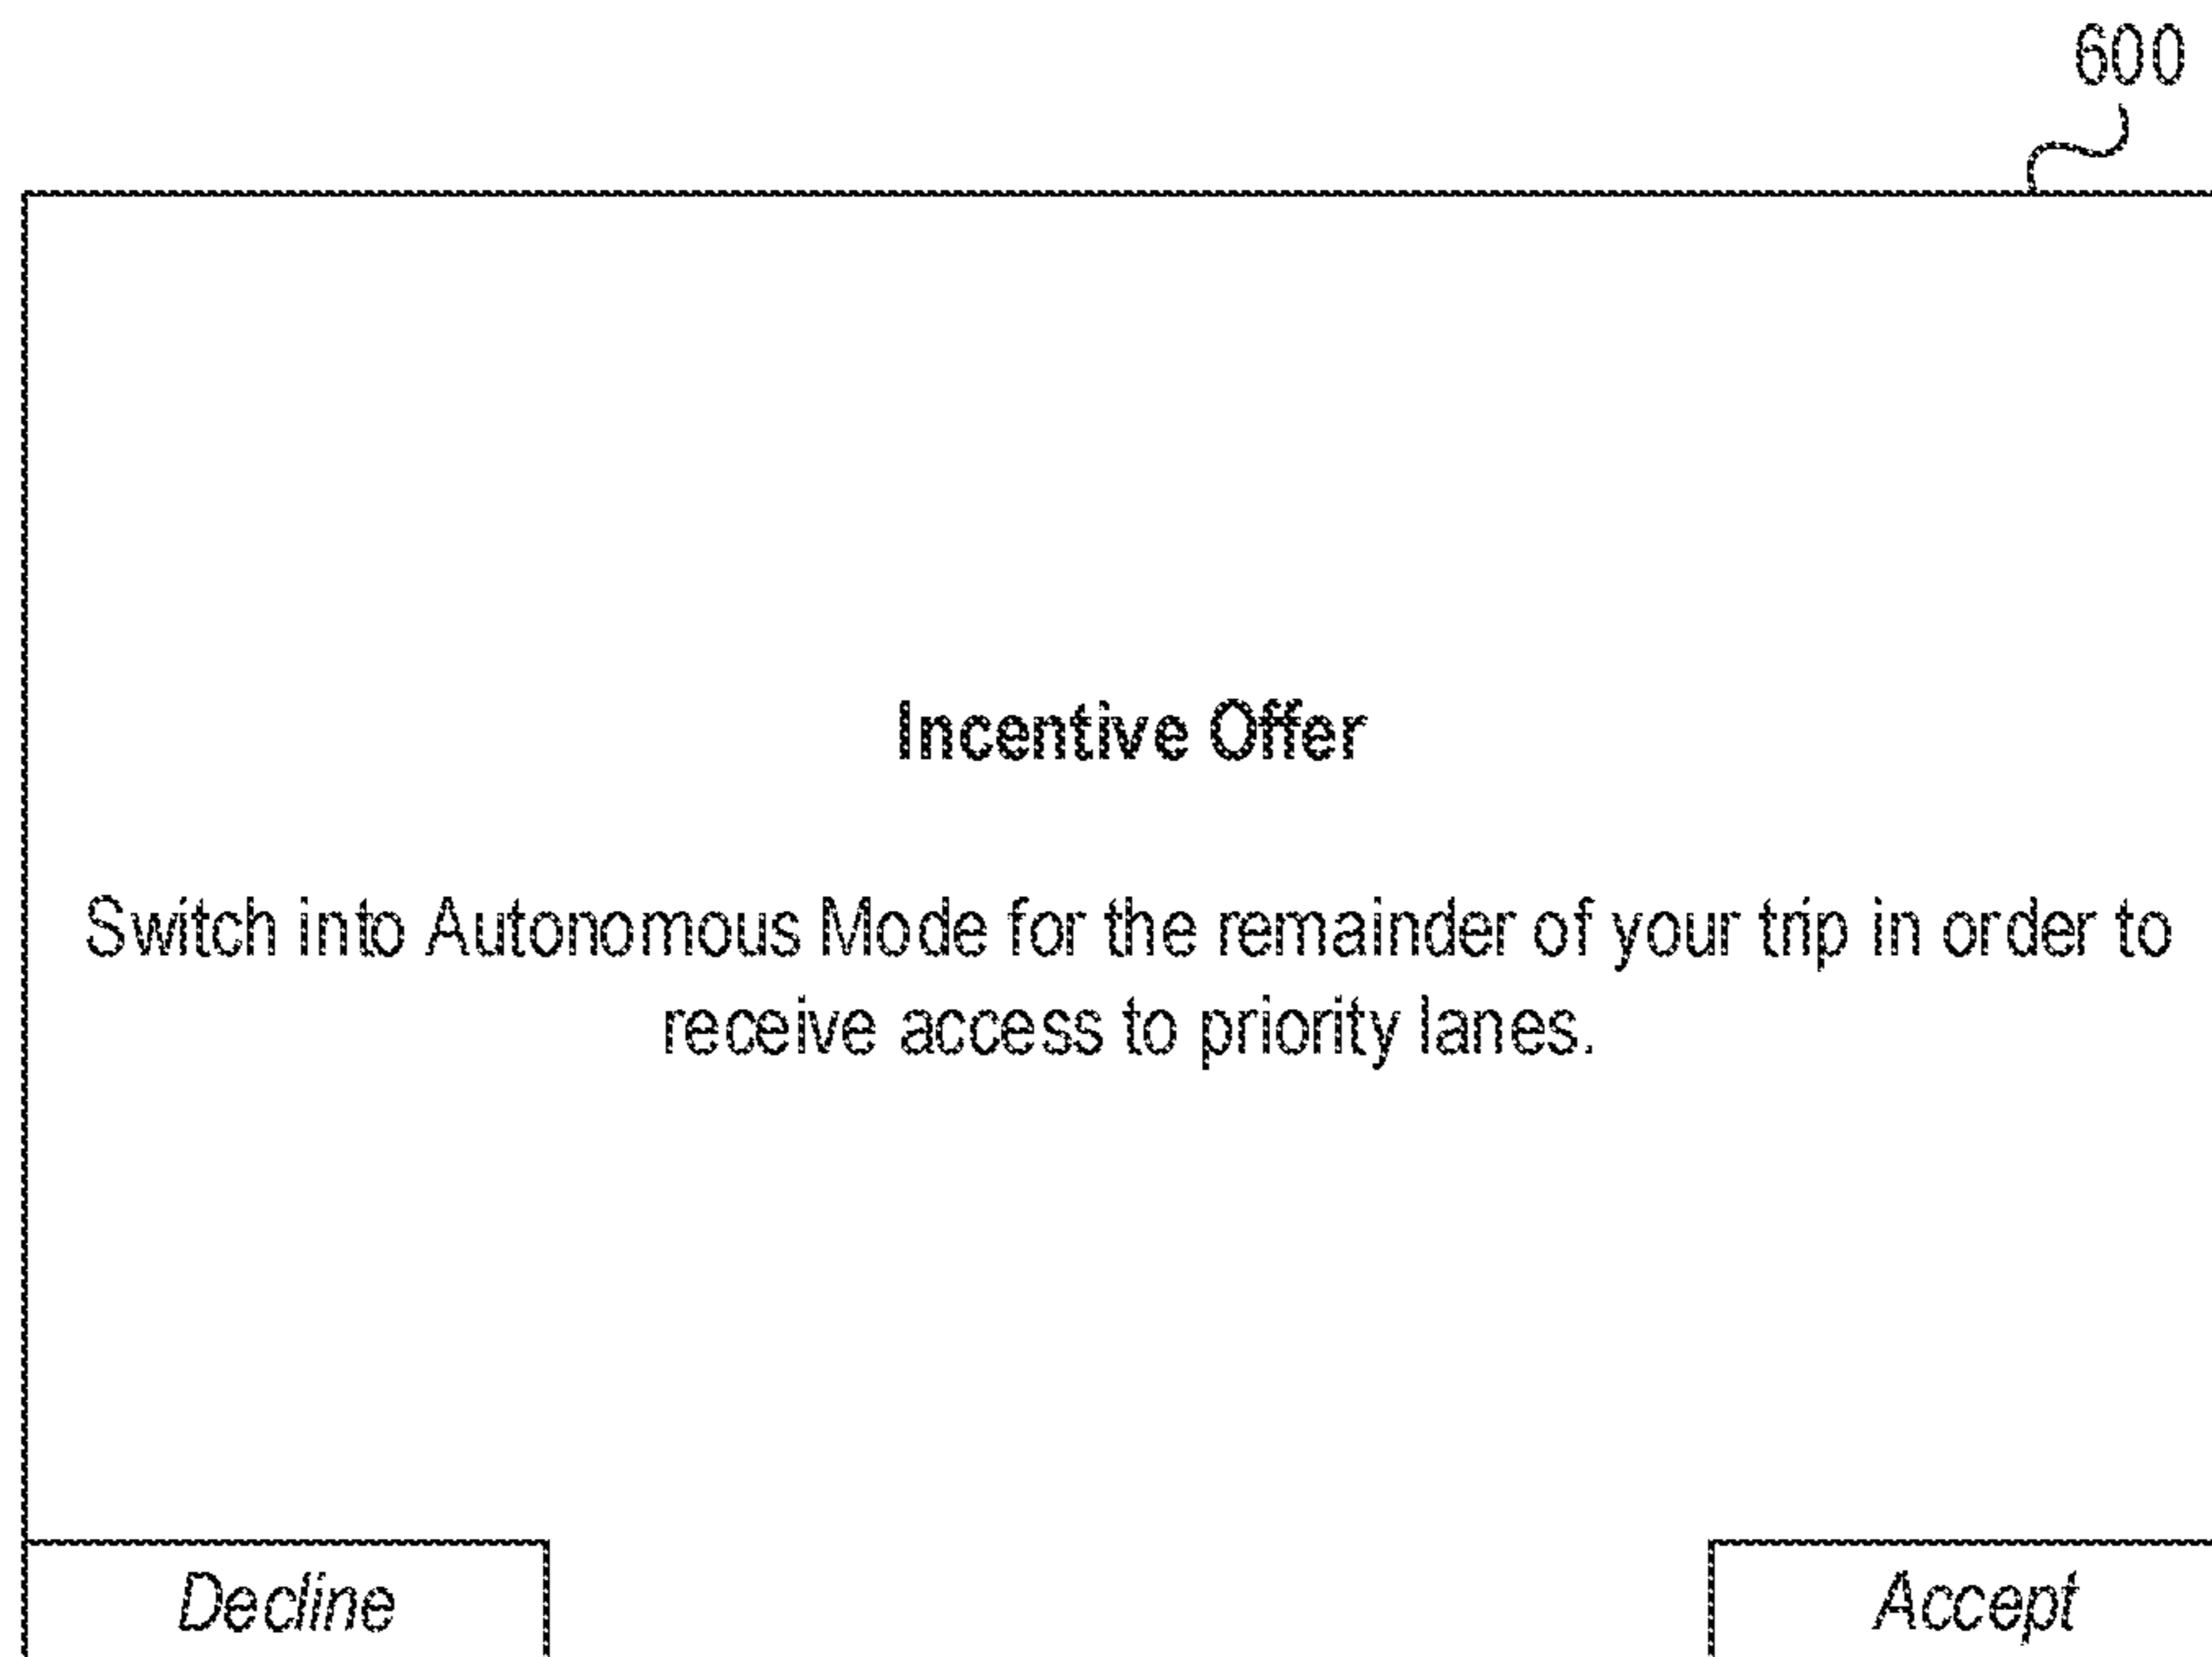 600
Incentive Offer
Switch into Autonomous Mode for the remainder of your trip in order to
receive access to priority lanes.
Decline
Accept